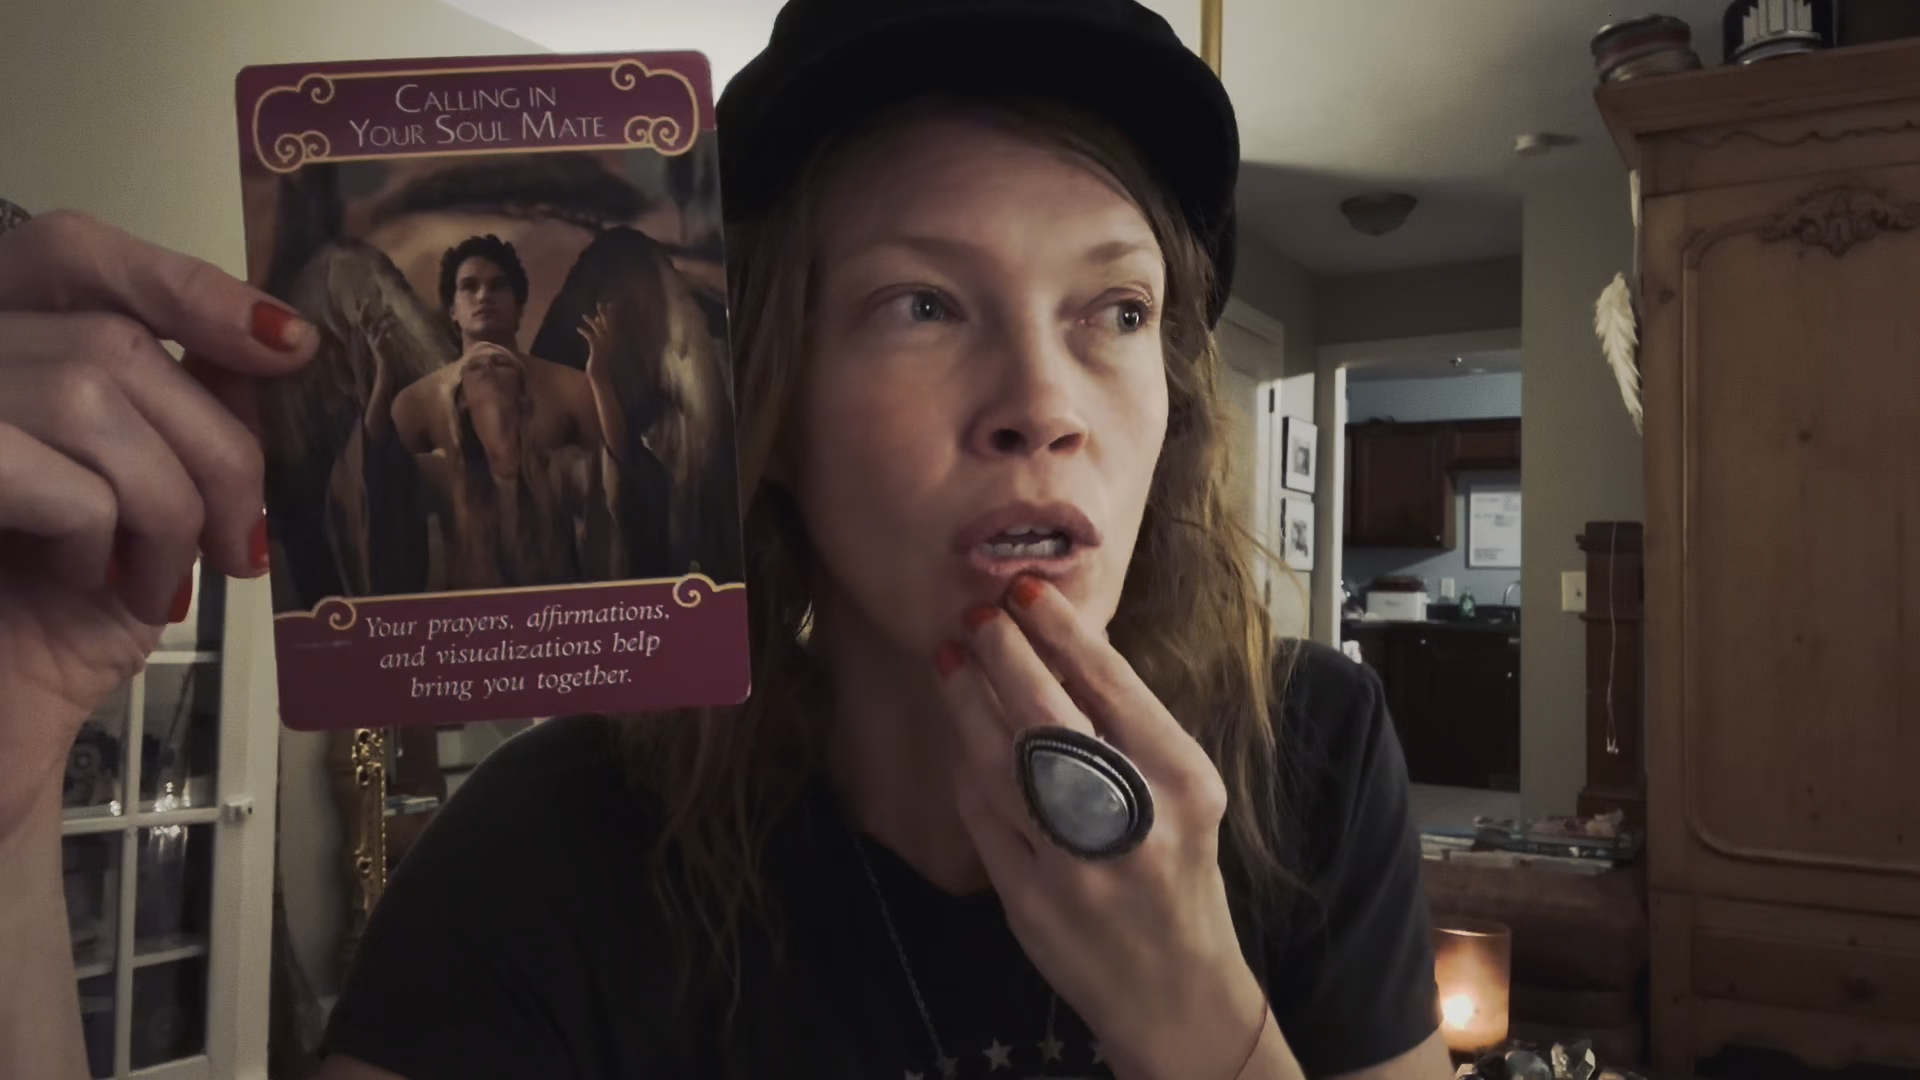 CALLING IN
YOUR SOUL MATE
Your prayers, affirmations,
and visualizations help
bring you together.